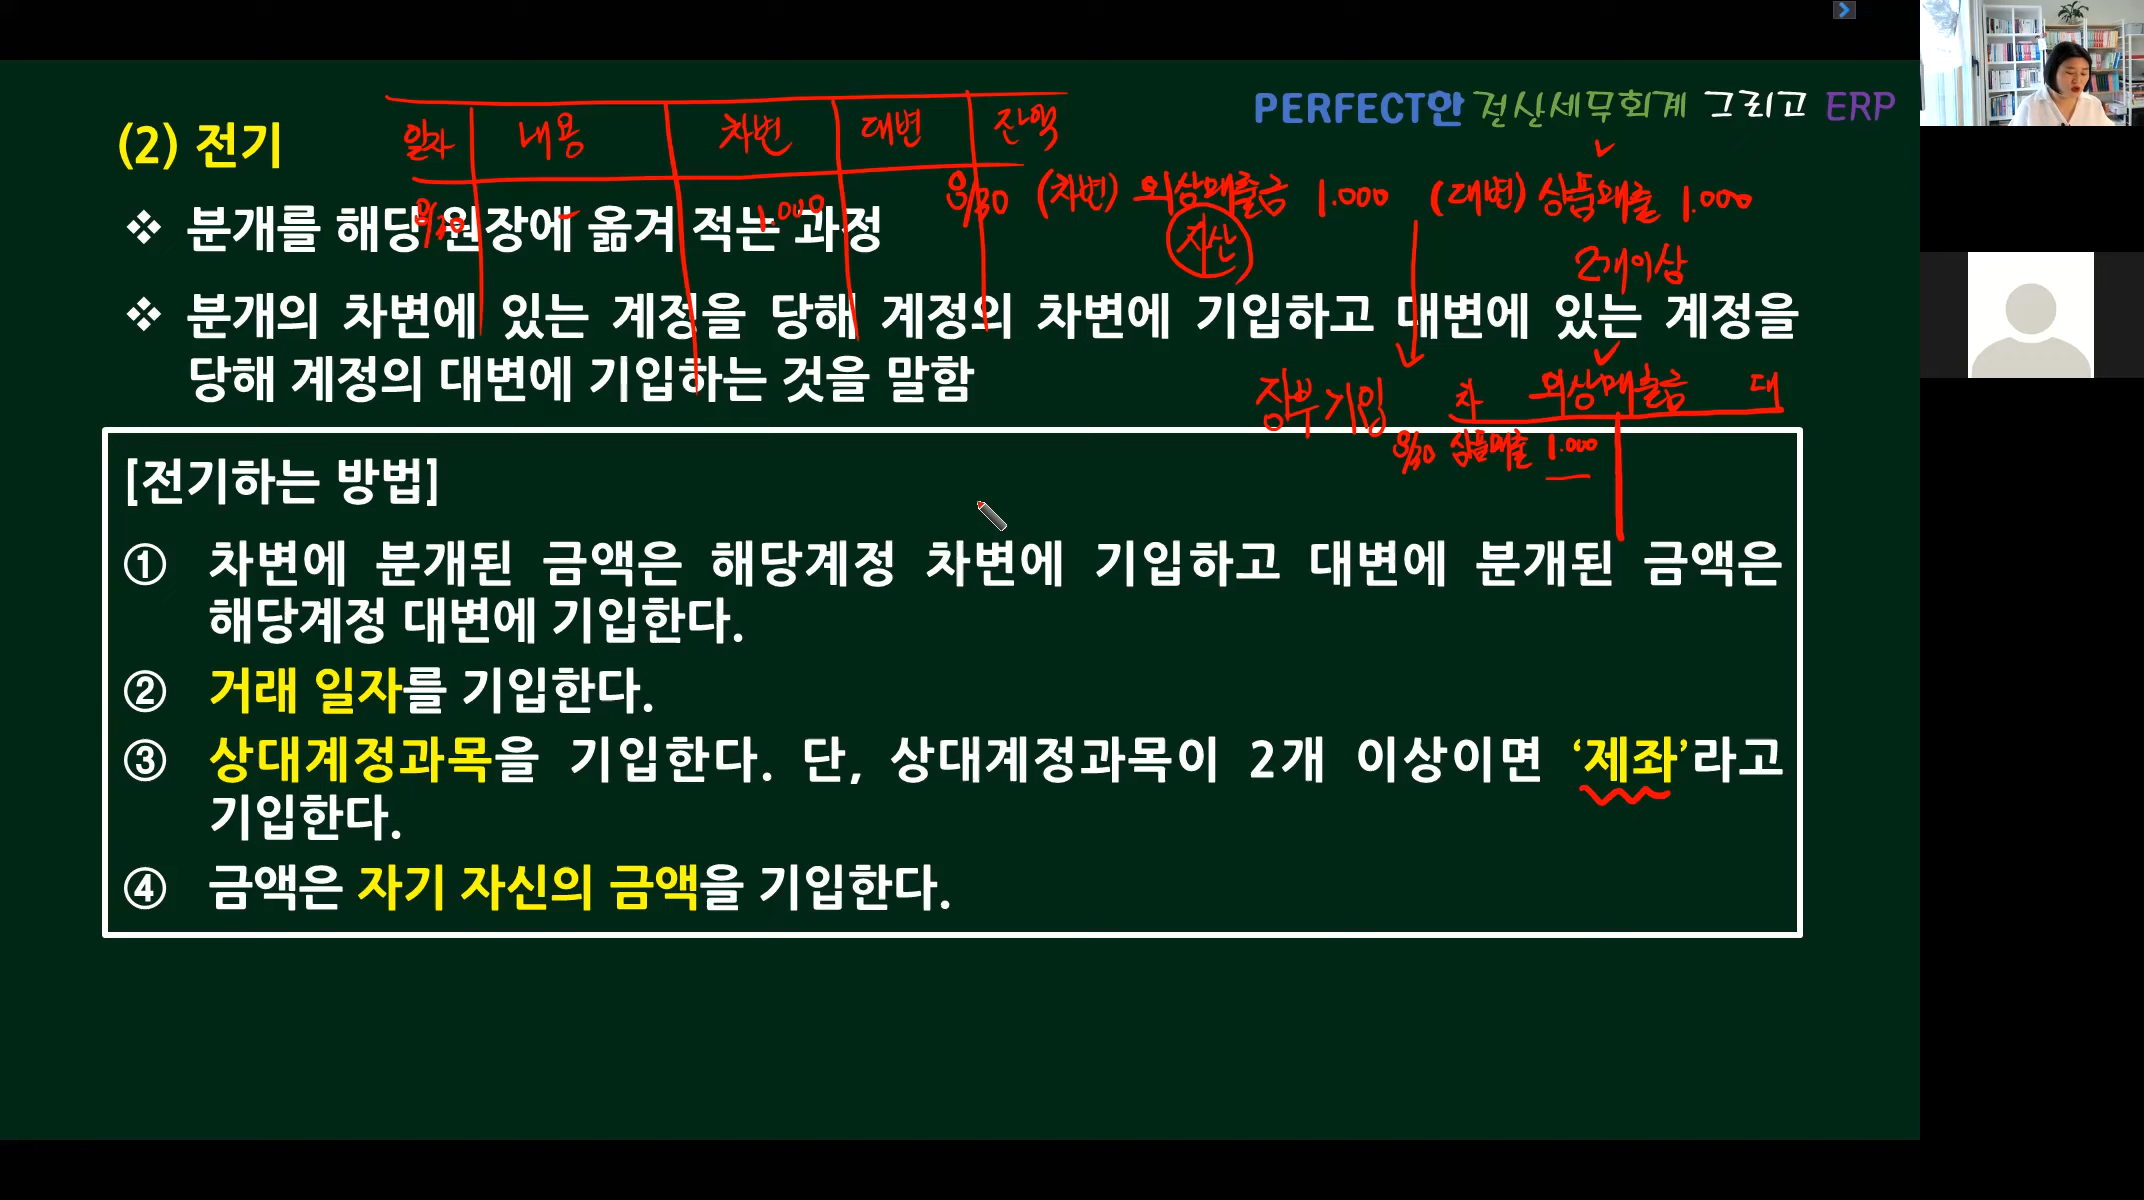 PERFECT한 전산세무회계 그리고 ERP
(2) 전기
일자 내용 차변 대변 잔액
8/30 - 1.000
8/30 (차변) 외상매출금 1.000 (대변) 상품매출 1.000
자산
2개이상
❖ 분개를 해당 원장에 옮겨 적는 과정
❖ 분개의 차변에 있는 계정을 당해 계정의 차변에 기입하고 대변에 있는 계정을
당해 계정의 대변에 기입하는 것을 말함
장부기입
차 외상매출금 대
8/30 상품매출 1.000
[전기하는 방법]
① 차변에 분개된 금액은 해당계정 차변에 기입하고 대변에 분개된 금액은
해당계정 대변에 기입한다.
② 거래 일자를 기입한다.
③ 상대계정과목을 기입한다. 단, 상대계정과목이 2개 이상이면 ‘제좌’라고
기입한다.
④ 금액은 자기 자신의 금액을 기입한다.